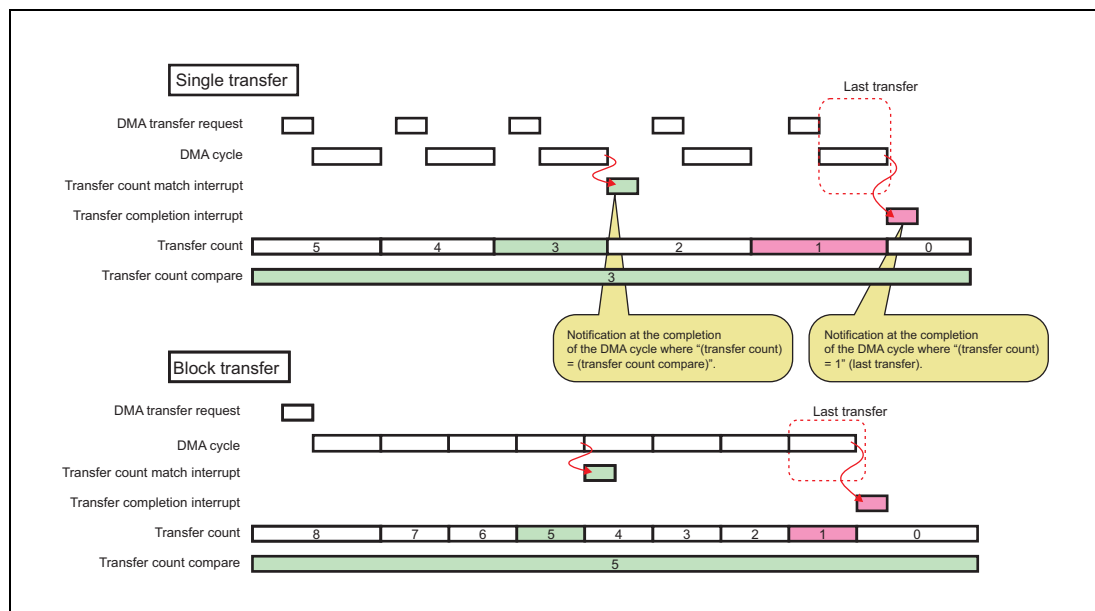 Single transfer
Last transfer
DMA transfer request
DMA cycle
Transfer count match interrupt
Transfer completion interrupt
Transfer count
5 4 3 2 1 0
Transfer count compare
3
Notification at the completion
of the DMA cycle where “(transfer count)
= (transfer count compare)”.
Notification at the completion
of the DMA cycle where “(transfer count)
= 1” (last transfer).
Block transfer
DMA transfer request
Last transfer
DMA cycle
Transfer count match interrupt
Transfer completion interrupt
Transfer count
8 7 6 5 4 3 2 1 0
Transfer count compare
5